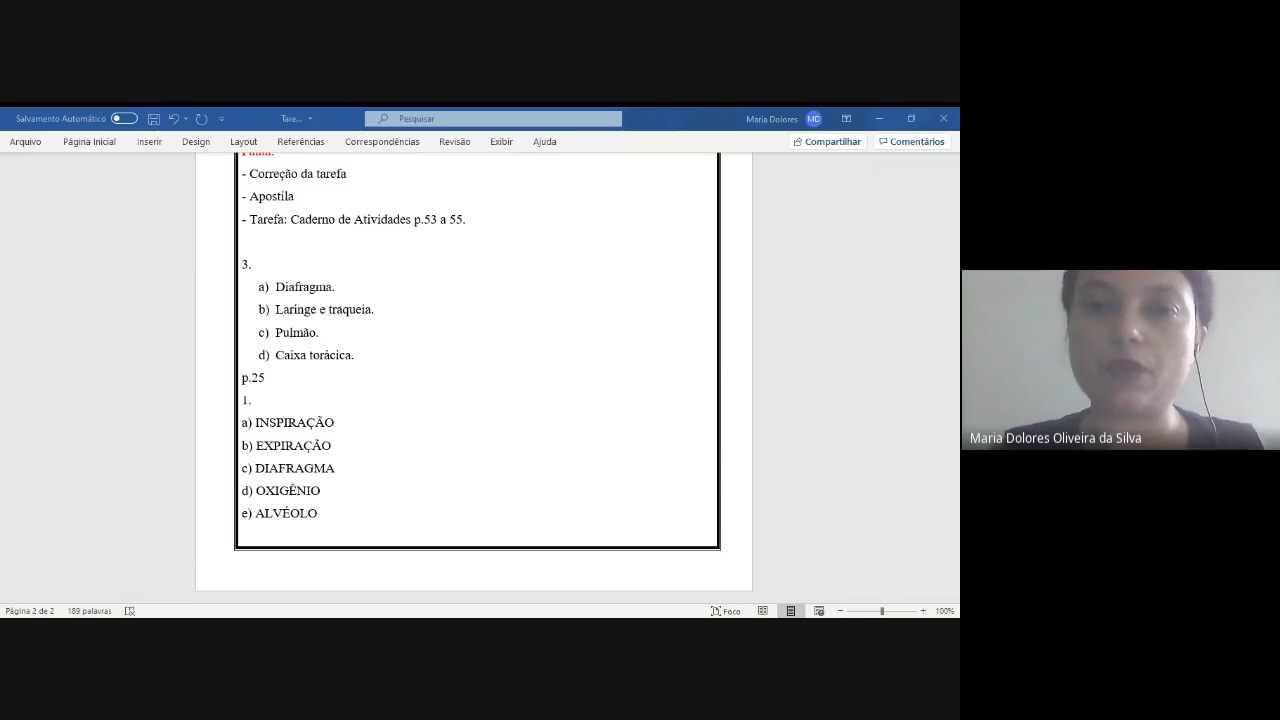 Salvamento Automático
Tare...
Pesquisar
Maria Dolores
MD
Arquivo
Página Inicial
Inserir
Design
Layout
Referências
Correspondências
Revisão
Exibir
Ajuda
Compartilhar
Comentários
- Correção da tarefa
- Apostila
- Tarefa: Caderno de Atividades p.53 a 55.
3.
a) Diafragma.
b) Laringe e traqueia.
c) Pulmão.
d) Caixa torácica.
p.25
1.
a) INSPIRAÇÃO
b) EXPIRAÇÃO
c) DIAFRAGMA
d) OXIGÊNIO
e) ALVÉOLO
Maria Dolores Oliveira da Silva
Página 2 de 2
189 palavras
Foco
100%